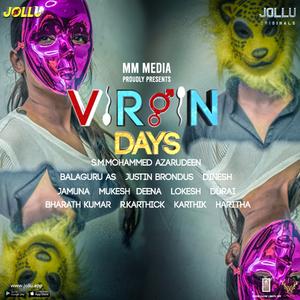 JOLLU
JOLLU
ORIGINALS
MM MEDIA
PROUDLY PRESENTS
VIRGIN
DAYS
S.M.MOHAMMED AZARUDEEN
BALAGURU AS JUSTIN BRONDUS DINESH
JAMUNA MUKESH DEENA LOKESH DURAI
BHARATH KUMAR R.KARTHICK KARTHIK HARITHA
www.jollu.app